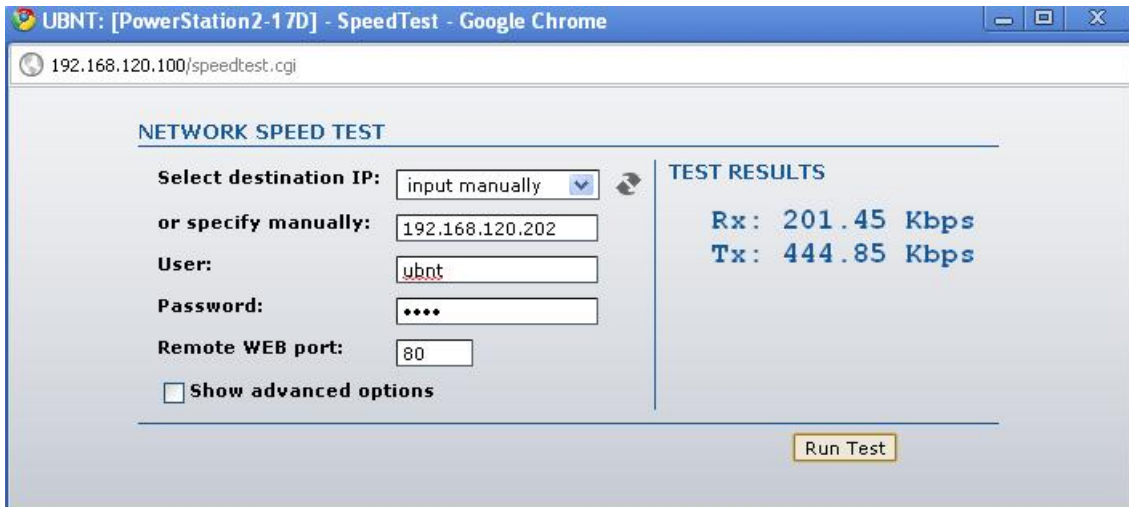 UBNT: [PowerStation2-17D] - SpeedTest - Google Chrome
192.168.120.100/speedtest.cgi
NETWORK SPEED TEST
Select destination IP: input manually
or specify manually: 192.168.120.202
User: ubnt
Password: ••••
Remote WEB port: 80
Show advanced options
TEST RESULTS
Rx: 201.45 Kbps
Tx: 444.85 Kbps
Run Test